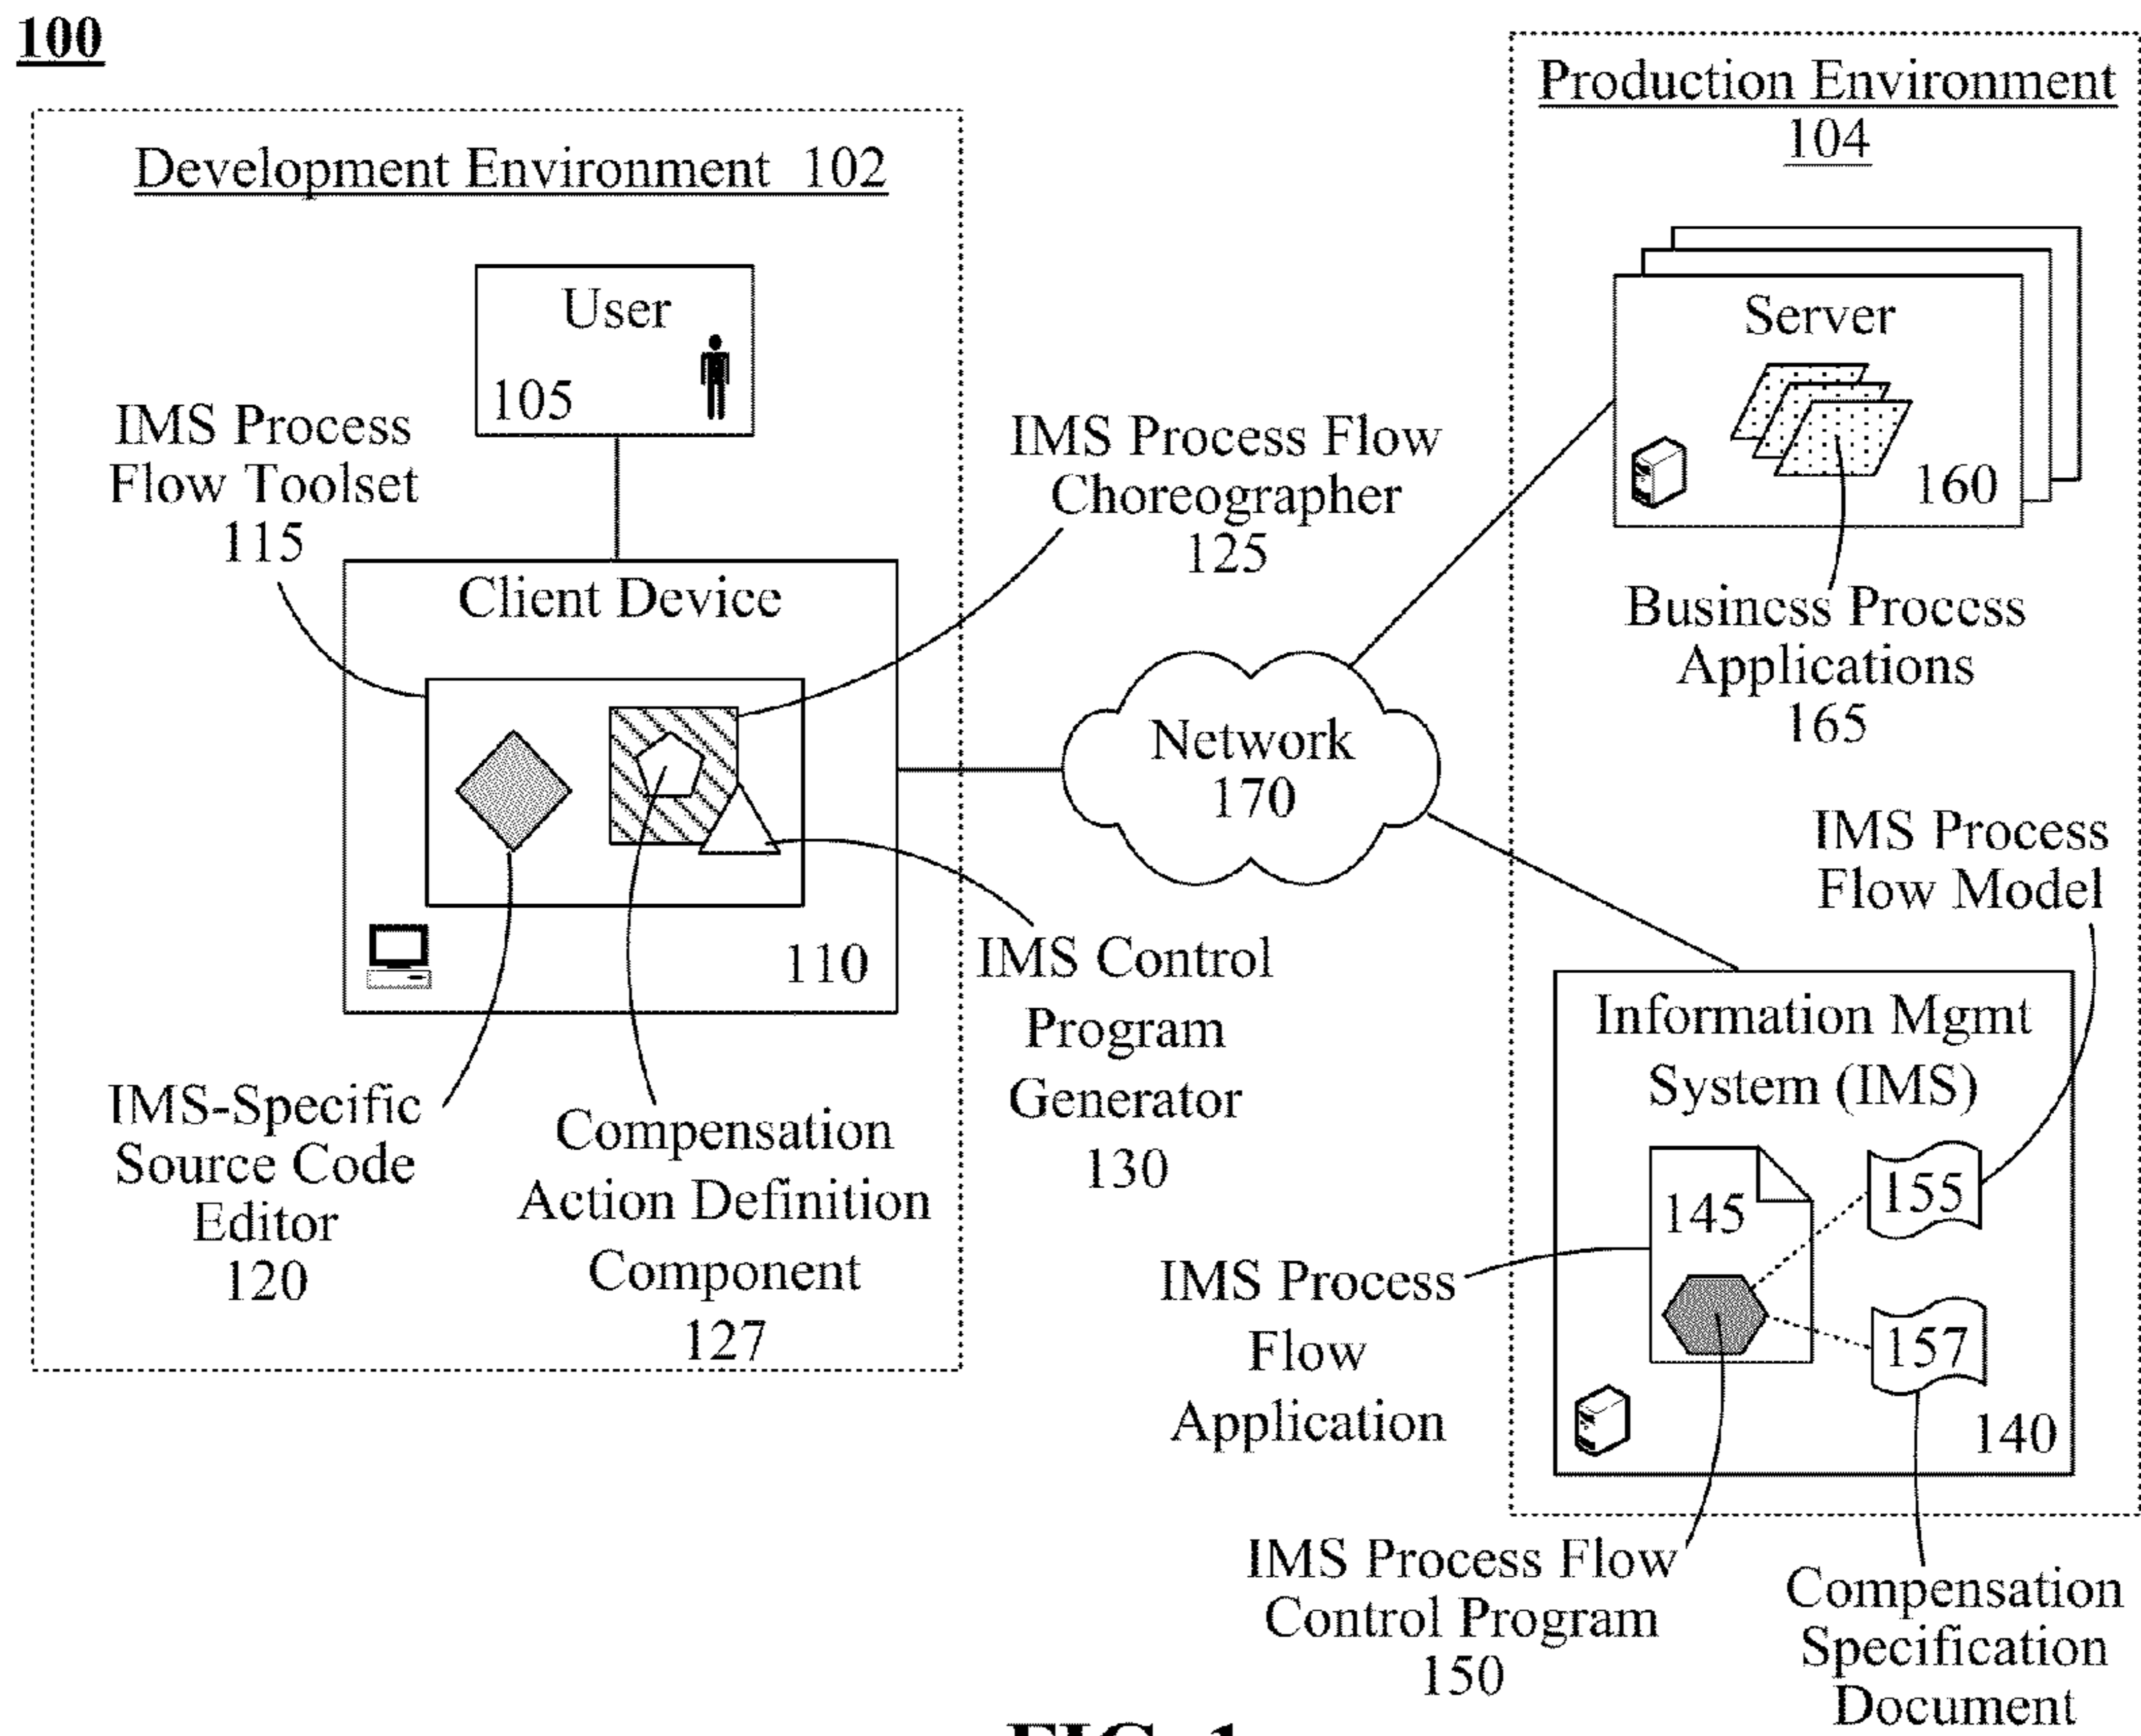 100
Development Environment 102
User
105
IMS Process
Flow Toolset
115
Client Device
110
IMS Process Flow
Choreographer
125
IMS-Specific
Source Code
Editor
120
Compensation
Action Definition
Component
127
IMS Control
Program
Generator
130
Network
170
Production Environment
104
Server
160
Business Process
Applications
165
IMS Process
Flow Model
Information Mgmt
System (IMS)
145
155
157
140
IMS Process
Flow
Application
IMS Process Flow
Control Program
150
Compensation
Specification
Document
FIG. 1